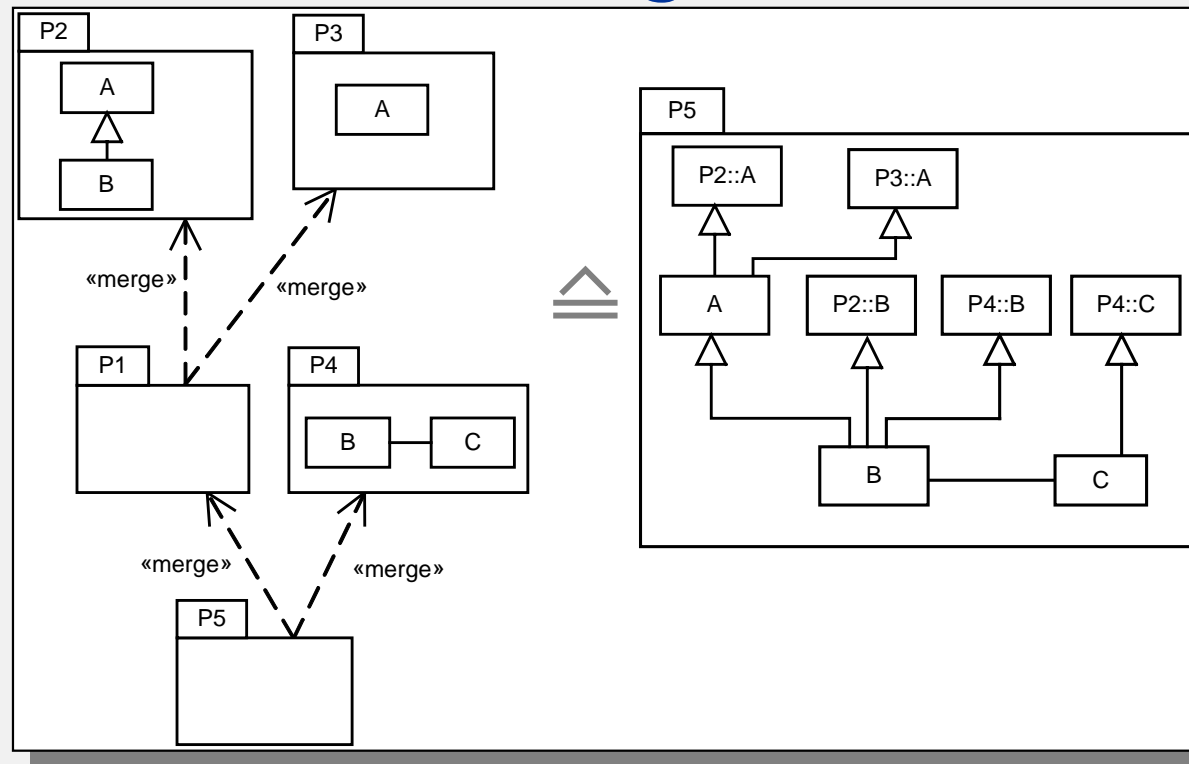 P2
A
B
P3
A
«merge»
«merge»
P1
P4
B
C
«merge»
«merge»
P5
P5
P2::A
P3::A
A
P2::B
P4::B
P4::C
B
C